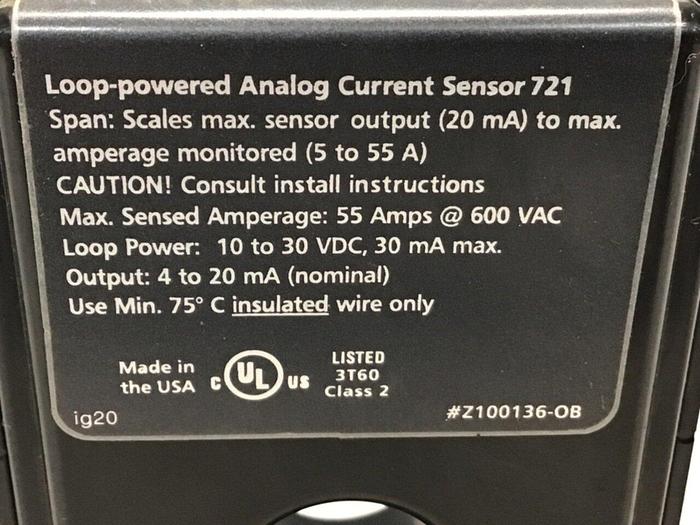 Loop-powered Analog Current Sensor 721
Span: Scales max. sensor output (20 mA) to max.
amperage monitored (5 to 55 A)
CAUTION! Consult install instructions
Max. Sensed Amperage: 55 Amps @ 600 VAC
Loop Power: 10 to 30 VDC, 30 mA max.
Output: 4 to 20 mA (nominal)
Use Min. 75° C insulated wire only
Made in
the USA
C UL US
LISTED
3T60
Class 2
ig20
#Z100136-OB